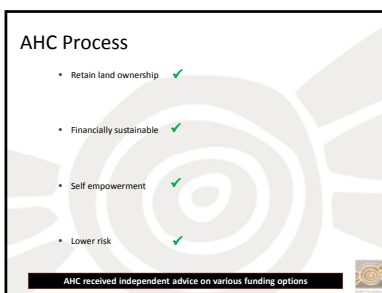 AHC Process
▪ Retain land ownership ✓
▪ Financially sustainable ✓
▪ Self empowerment ✓
▪ Lower risk ✓
AHC received independent advice on various funding options